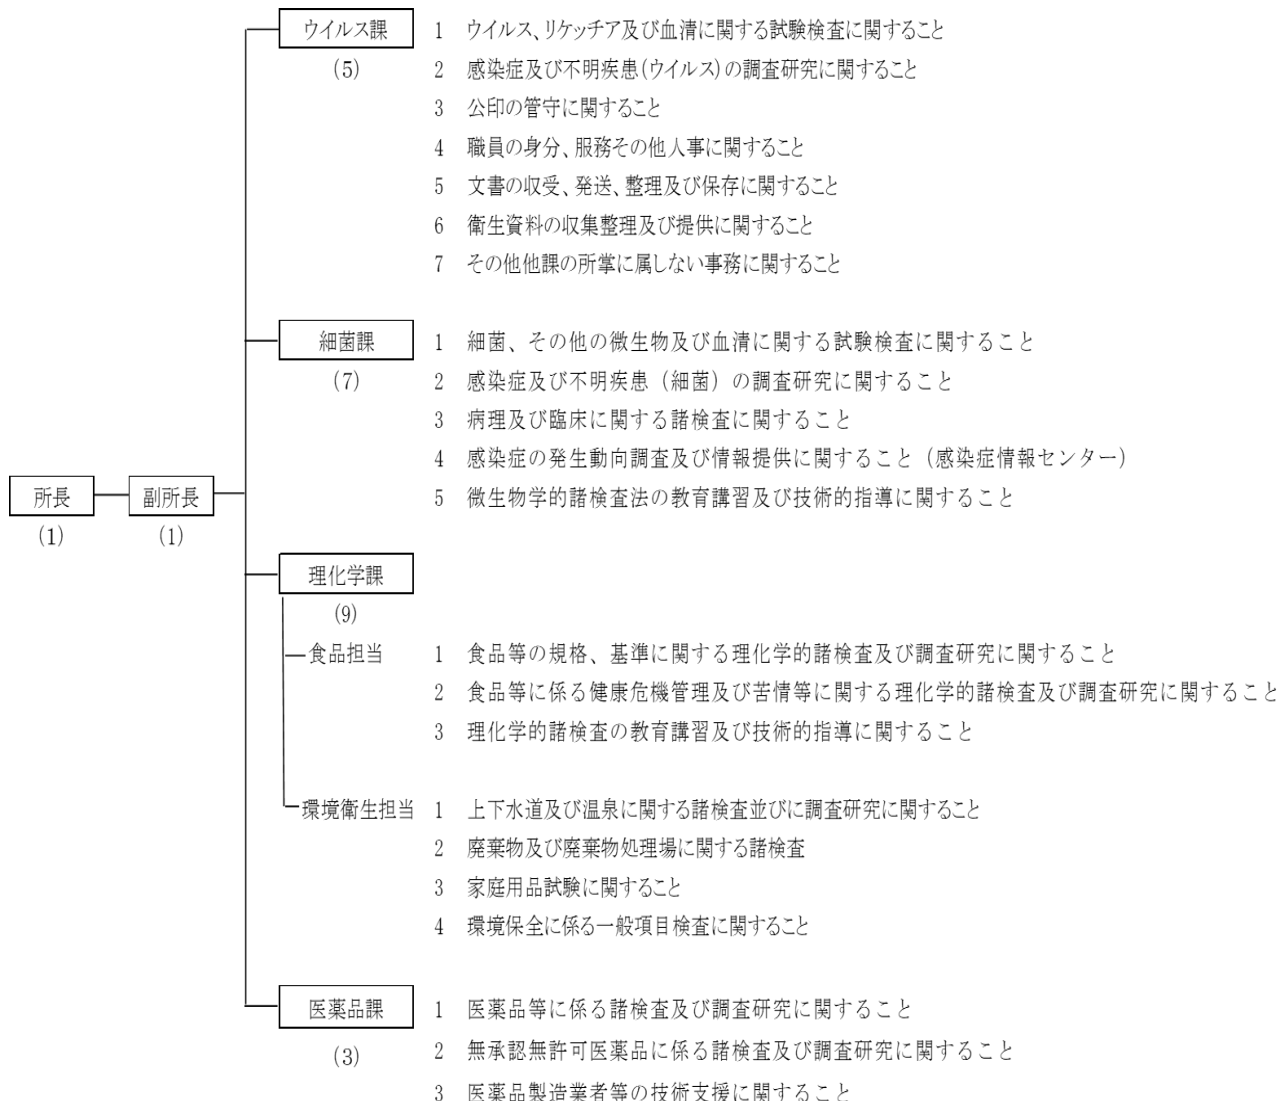 ウイルス課
(5)
1 ウイルス、リケッチア及び血清に関する試験検査に関すること
2 感染症及び不明疾患(ウイルス)の調査研究に関すること
3 公印の管守に関すること
4 職員の身分、服務その他人事に関すること
5 文書の収受、発送、整理及び保存に関すること
6 衛生資料の収集整理及び提供に関すること
7 その他他課の所掌に属しない事務に関すること
細菌課
(7)
1 細菌、その他の微生物及び血清に関する試験検査に関すること
2 感染症及び不明疾患（細菌）の調査研究に関すること
3 病理及び臨床に関する諸検査に関すること
4 感染症の発生動向調査及び情報提供に関すること（感染症情報センター）
5 微生物学的諸検査法の教育講習及び技術的指導に関すること
所長
(1)
副所長
(1)
理化学課
(9)
食品担当
1 食品等の規格、基準に関する理化学的諸検査及び調査研究に関すること
2 食品等に係る健康危機管理及び苦情等に関する理化学的諸検査及び調査研究に関すること
3 理化学的諸検査の教育講習及び技術的指導に関すること
環境衛生担当
1 上下水道及び温泉に関する諸検査並びに調査研究に関すること
2 廃棄物及び廃棄物処理場に関する諸検査
3 家庭用品試験に関すること
4 環境保全に係る一般項目検査に関すること
医薬品課
(3)
1 医薬品等に係る諸検査及び調査研究に関すること
2 無承認無許可医薬品に係る諸検査及び調査研究に関すること
3 医薬品製造業者等の技術支援に関すること